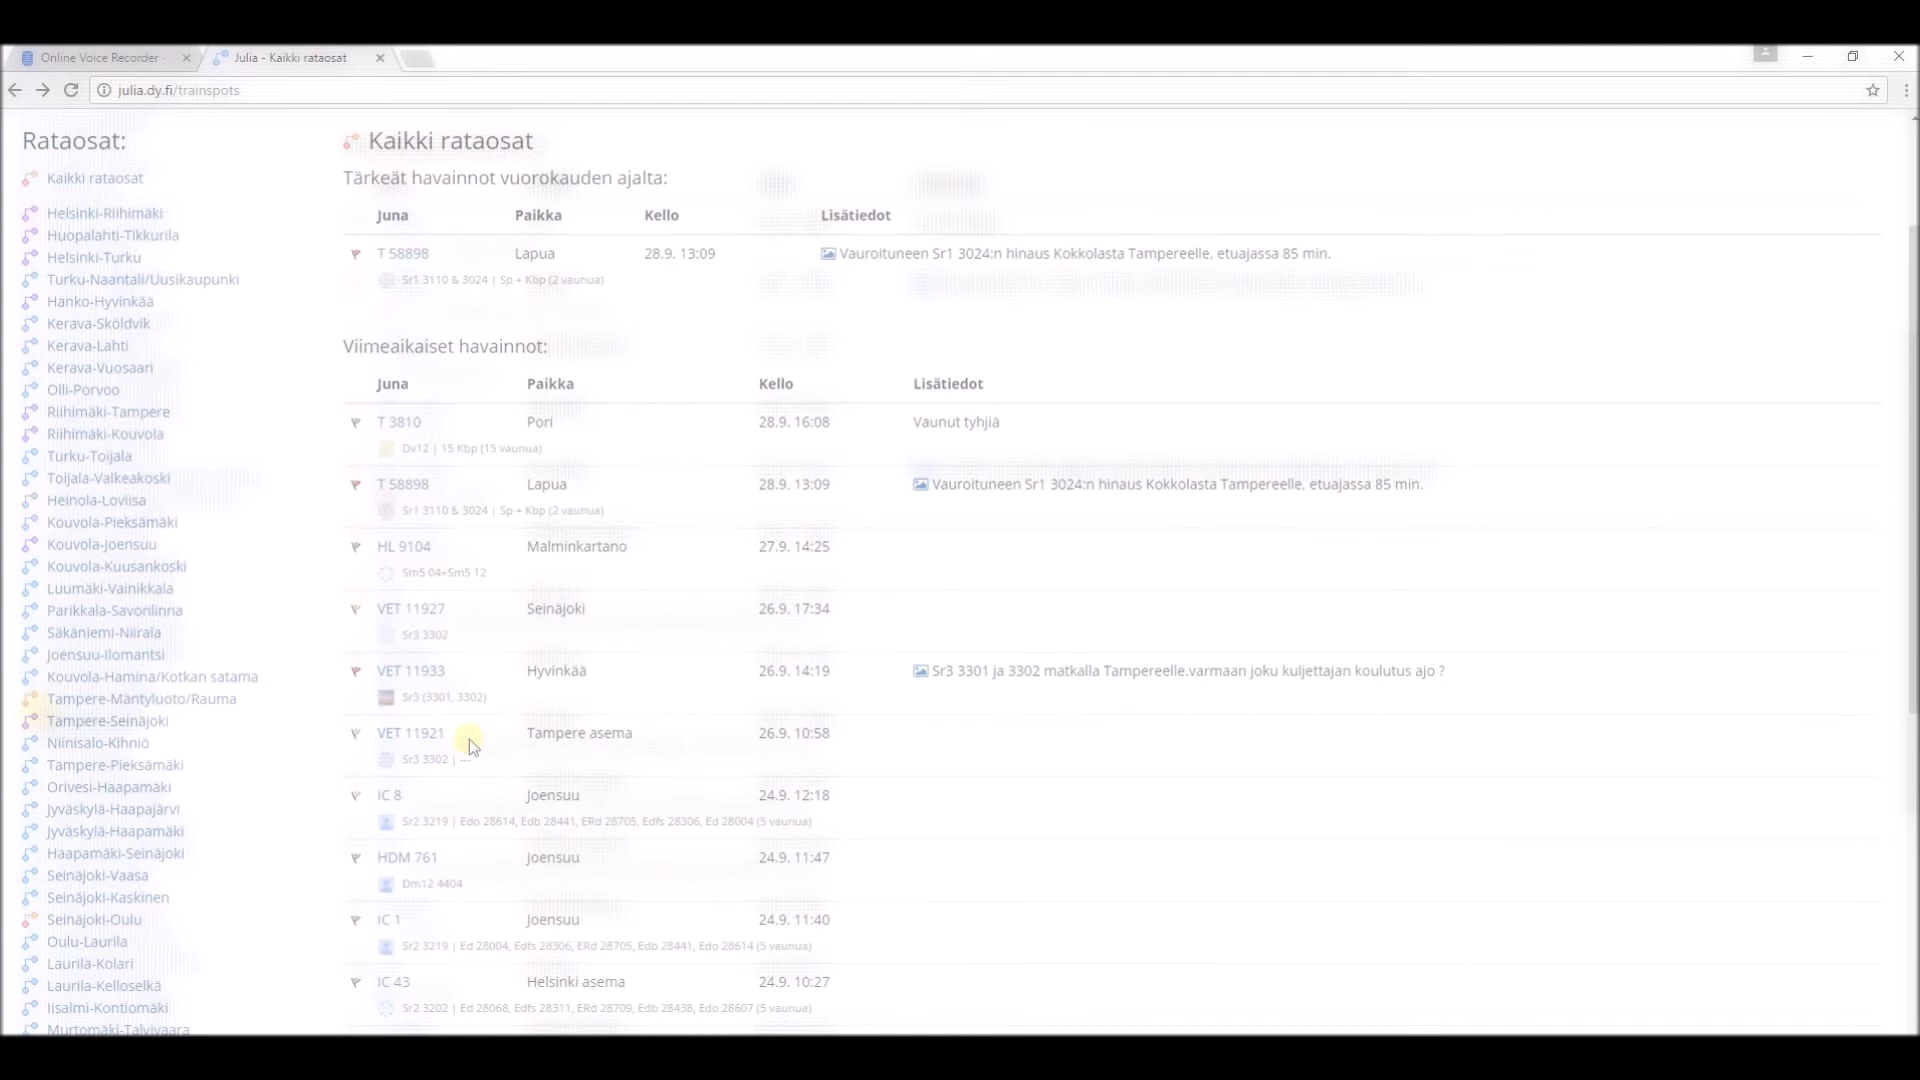 Online Voice Recorder
Julia - Kaikki rataosat
julia.dy.fi/trainspots
Rataosat:
Kaikki rataosat
Helsinki-Riihimäki
Huopalahti-Tikkurila
Helsinki-Turku
Turku-Naantali/Uusikaupunki
Hanko-Hyvinkää
Kerava-Sköldvik
Kerava-Lahti
Kerava-Vuosaari
Olli-Porvoo
Riihimäki-Tampere
Riihimäki-Kouvola
Turku-Toijala
Toijala-Valkeakoski
Heinola-Loviisa
Kouvola-Pieksämäki
Kouvola-Joensuu
Kouvola-Kuusankoski
Luumäki-Vainikkala
Parikkala-Savonlinna
Säkäniemi-Niirala
Joensuu-Ilomantsi
Kouvola-Hamina/Kotkan satama
Tampere-Mäntyluoto/Rauma
Tampere-Seinäjoki
Niinisalo-Kihniö
Tampere-Pieksämäki
Orivesi-Haapamäki
Jyväskylä-Haapajärvi
Jyväskylä-Haapamäki
Haapamäki-Seinäjoki
Seinäjoki-Vaasa
Seinäjoki-Kaskinen
Seinäjoki-Oulu
Oulu-Laurila
Laurila-Kolari
Laurila-Kelloselkä
Iisalmi-Kontiomäki
Murtomäki-Talvivaara
Kaikki rataosat
Tärkeät havainnot vuorokauden ajalta:
Juna Paikka Kello Lisätiedot
T 58898 Lapua 28.9. 13:09 Vauroituneen Sr1 3024:n hinaus Kokkolasta Tampereelle, etuajassa 85 min.
Sr1 3110 & 3024 | Sp + Kbp (2 vaunua)
Viimeaikaiset havainnot:
Juna Paikka Kello Lisätiedot
T 3810 Pori 28.9. 16:08 Vaunut tyhjiä
Dv12 | 15 Kbp (15 vaunua)
T 58898 Lapua 28.9. 13:09 Vauroituneen Sr1 3024:n hinaus Kokkolasta Tampereelle, etuajassa 85 min.
Sr1 3110 & 3024 | Sp + Kbp (2 vaunua)
HL 9104 Malminkartano 27.9. 14:25
Sm5 04+Sm5 12
VET 11927 Seinäjoki 26.9. 17:34
Sr3 3302
VET 11933 Hyvinkää 26.9. 14:19 Sr3 3301 ja 3302 matkalla Tampereelle.varmaan joku kuljettajan koulutus ajo ?
Sr3 (3301, 3302)
VET 11921 Tampere asema 26.9. 10:58
Sr3 3302 | ---
IC 8 Joensuu 24.9. 12:18
Sr2 3219 | Edo 28614, Edb 28441, ERd 28705, Edfs 28306, Ed 28004 (5 vaunua)
HDM 761 Joensuu 24.9. 11:47
Dm12 4404
IC 1 Joensuu 24.9. 11:40
Sr2 3219 | Ed 28004, Edfs 28306, ERd 28705, Edb 28441, Edo 28614 (5 vaunua)
IC 43 Helsinki asema 24.9. 10:27
Sr2 3202 | Ed 28068, Edfs 28311, ERd 28709, Edb 28438, Edo 28607 (5 vaunua)